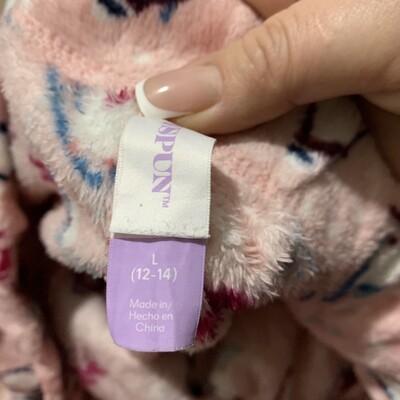 SPUN™
L
(12-14)
Made in/
Hecho en
China